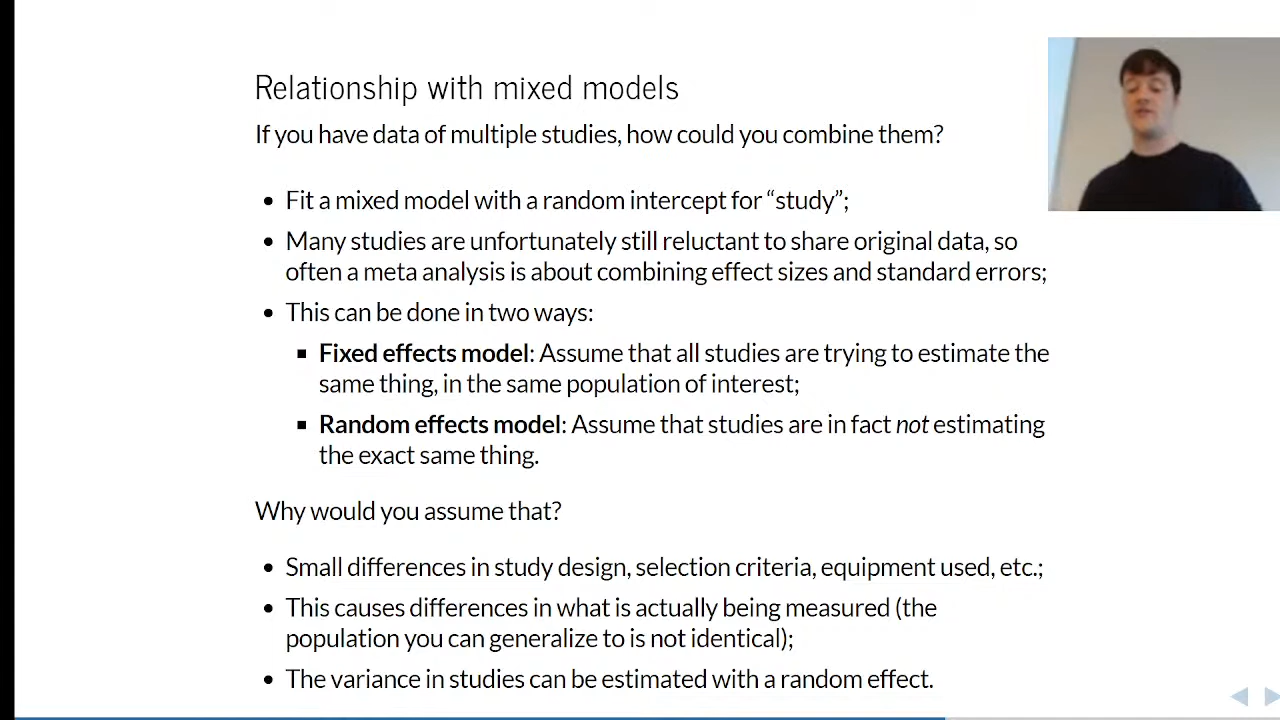 Relationship with mixed models
If you have data of multiple studies, how could you combine them?
• Fit a mixed model with a random intercept for “study”;
• Many studies are unfortunately still reluctant to share original data, so
often a meta analysis is about combining effect sizes and standard errors;
• This can be done in two ways:
▪ Fixed effects model: Assume that all studies are trying to estimate the
same thing, in the same population of interest;
▪ Random effects model: Assume that studies are in fact not estimating
the exact same thing.
Why would you assume that?
• Small differences in study design, selection criteria, equipment used, etc.;
• This causes differences in what is actually being measured (the
population you can generalize to is not identical);
• The variance in studies can be estimated with a random effect.